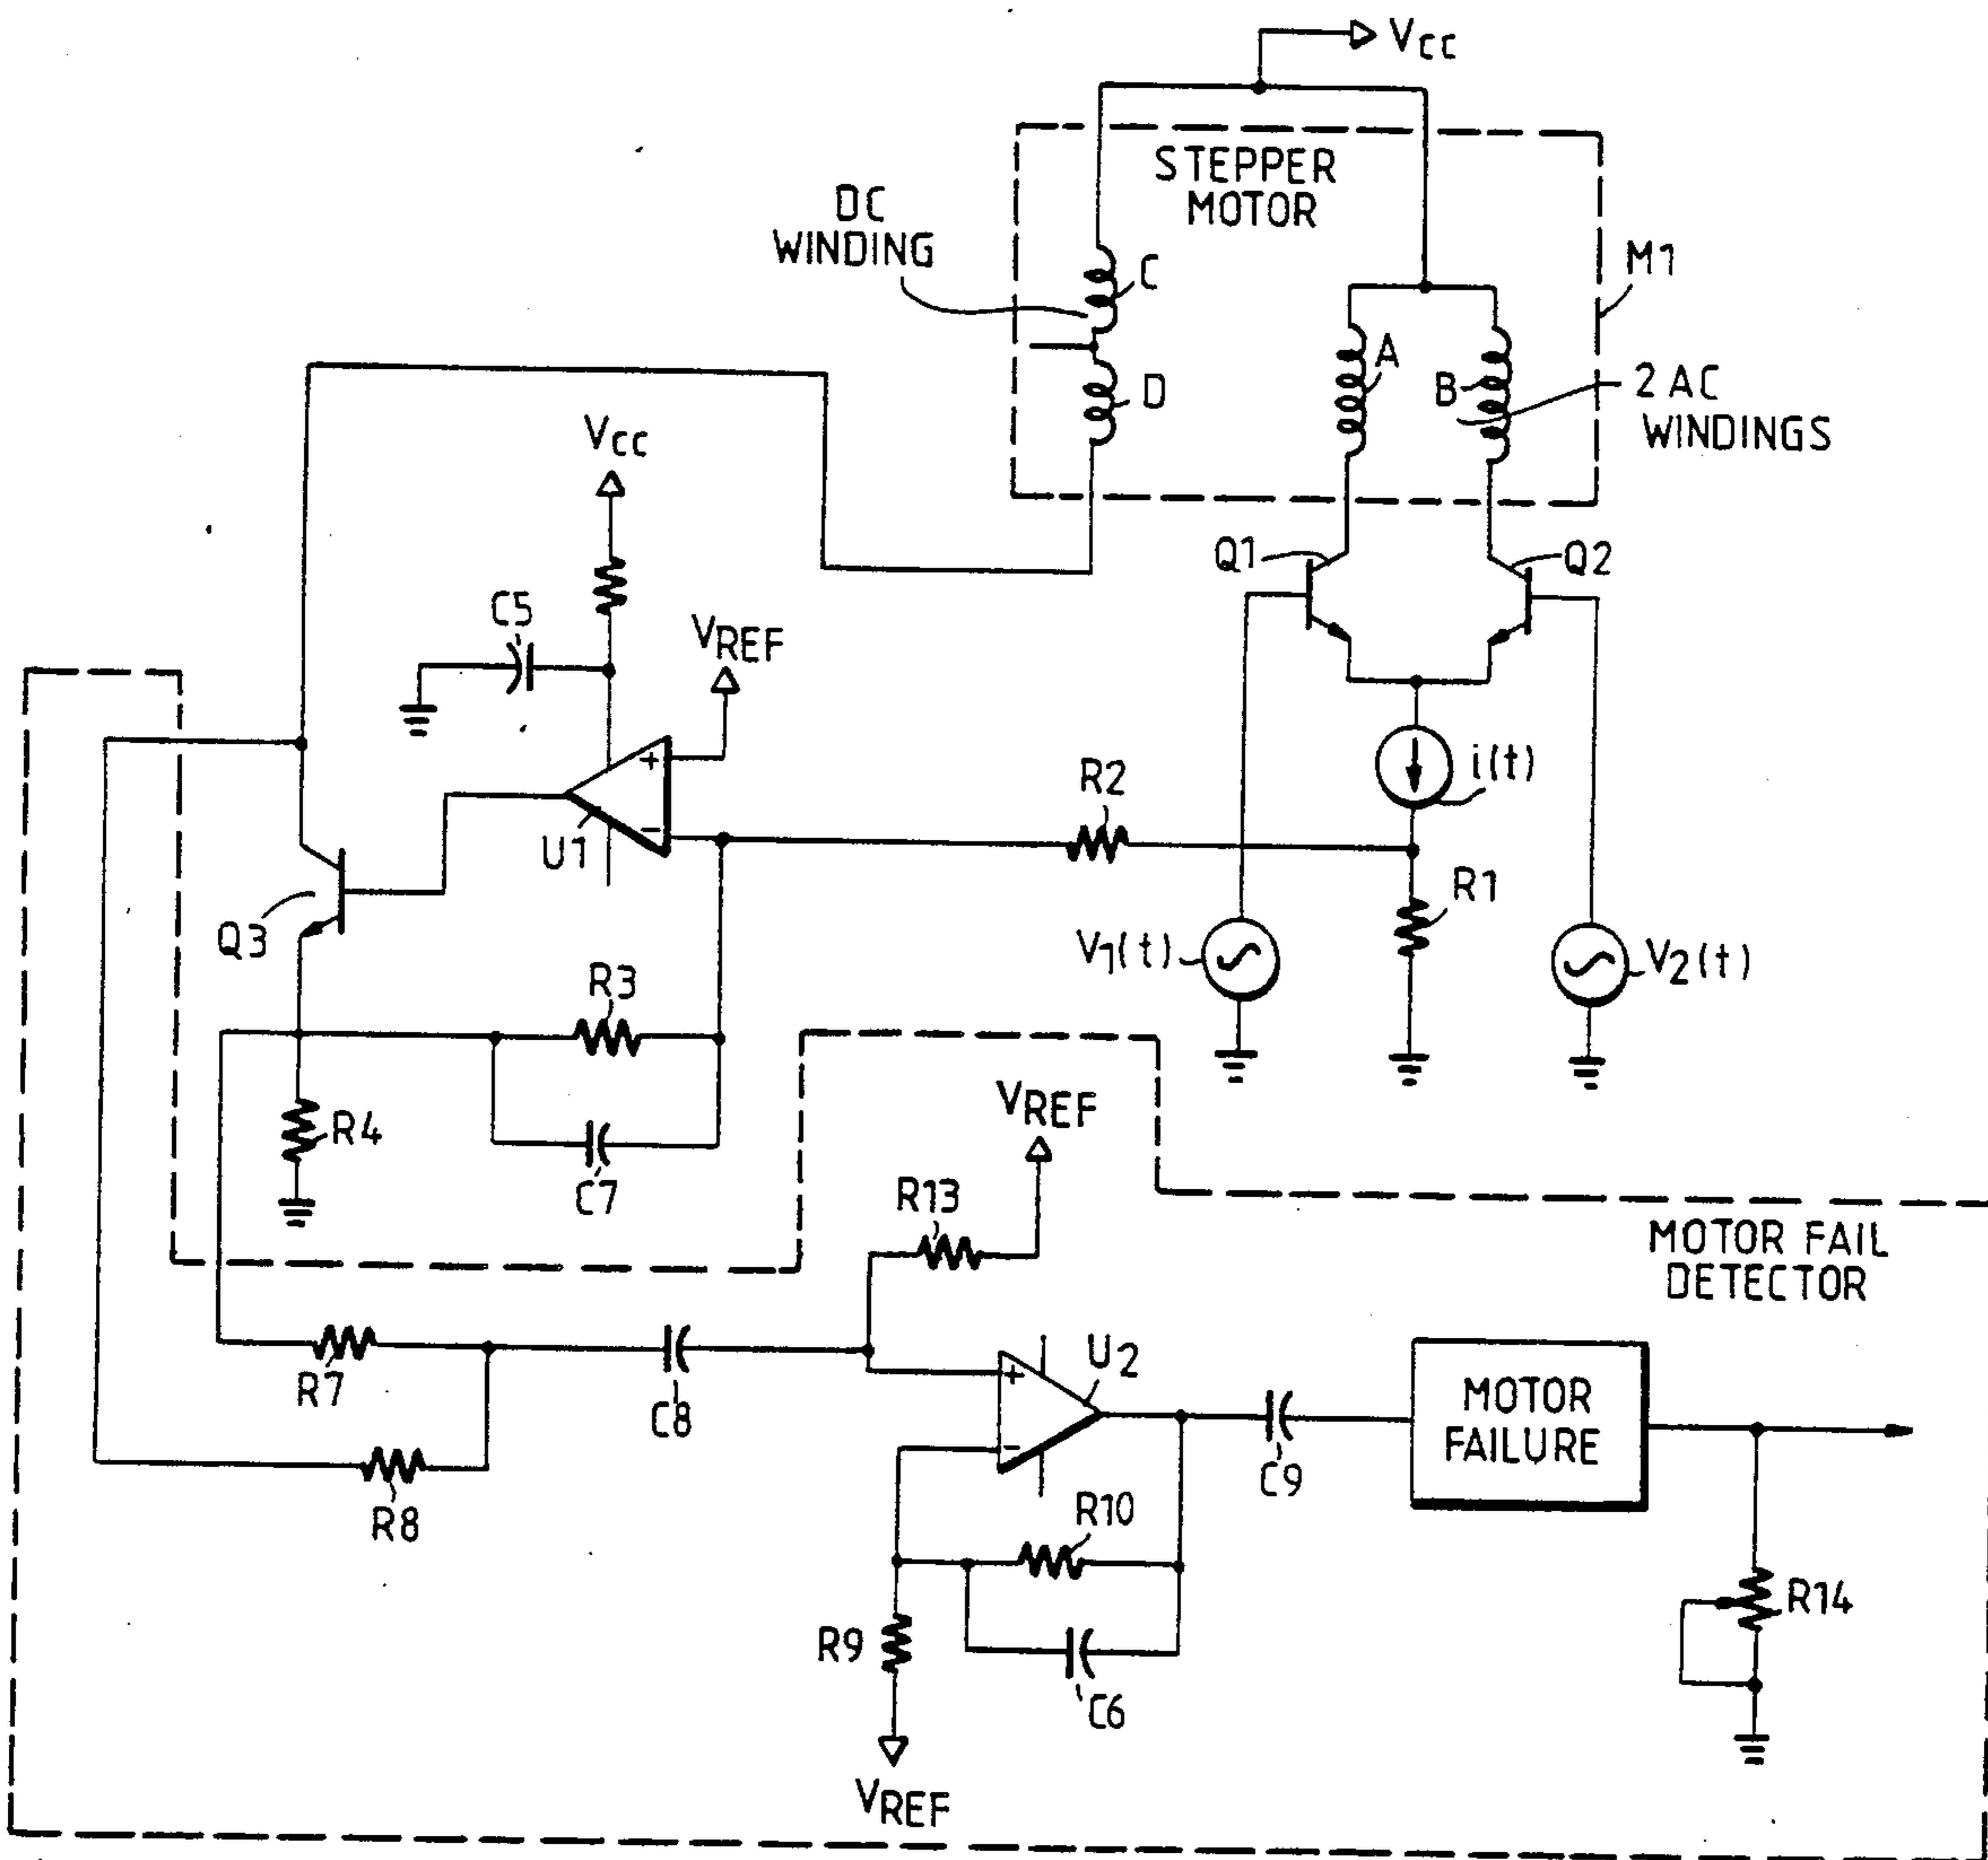 VCC
STEPPER
MOTOR
DC
WINDING
C
M1
A
B
2 AC
WINDINGS
D
VCC
Q1
Q2
C5
VREF
+
i(t)
R2
U1
−
R1
Q3
V1(t)
V2(t)
R3
VREF
R4
C7
R13
MOTOR FAIL
DETECTOR
U2
R7
C8
+
MOTOR
FAILURE
−
C9
R8
R10
R14
R9
C6
VREF